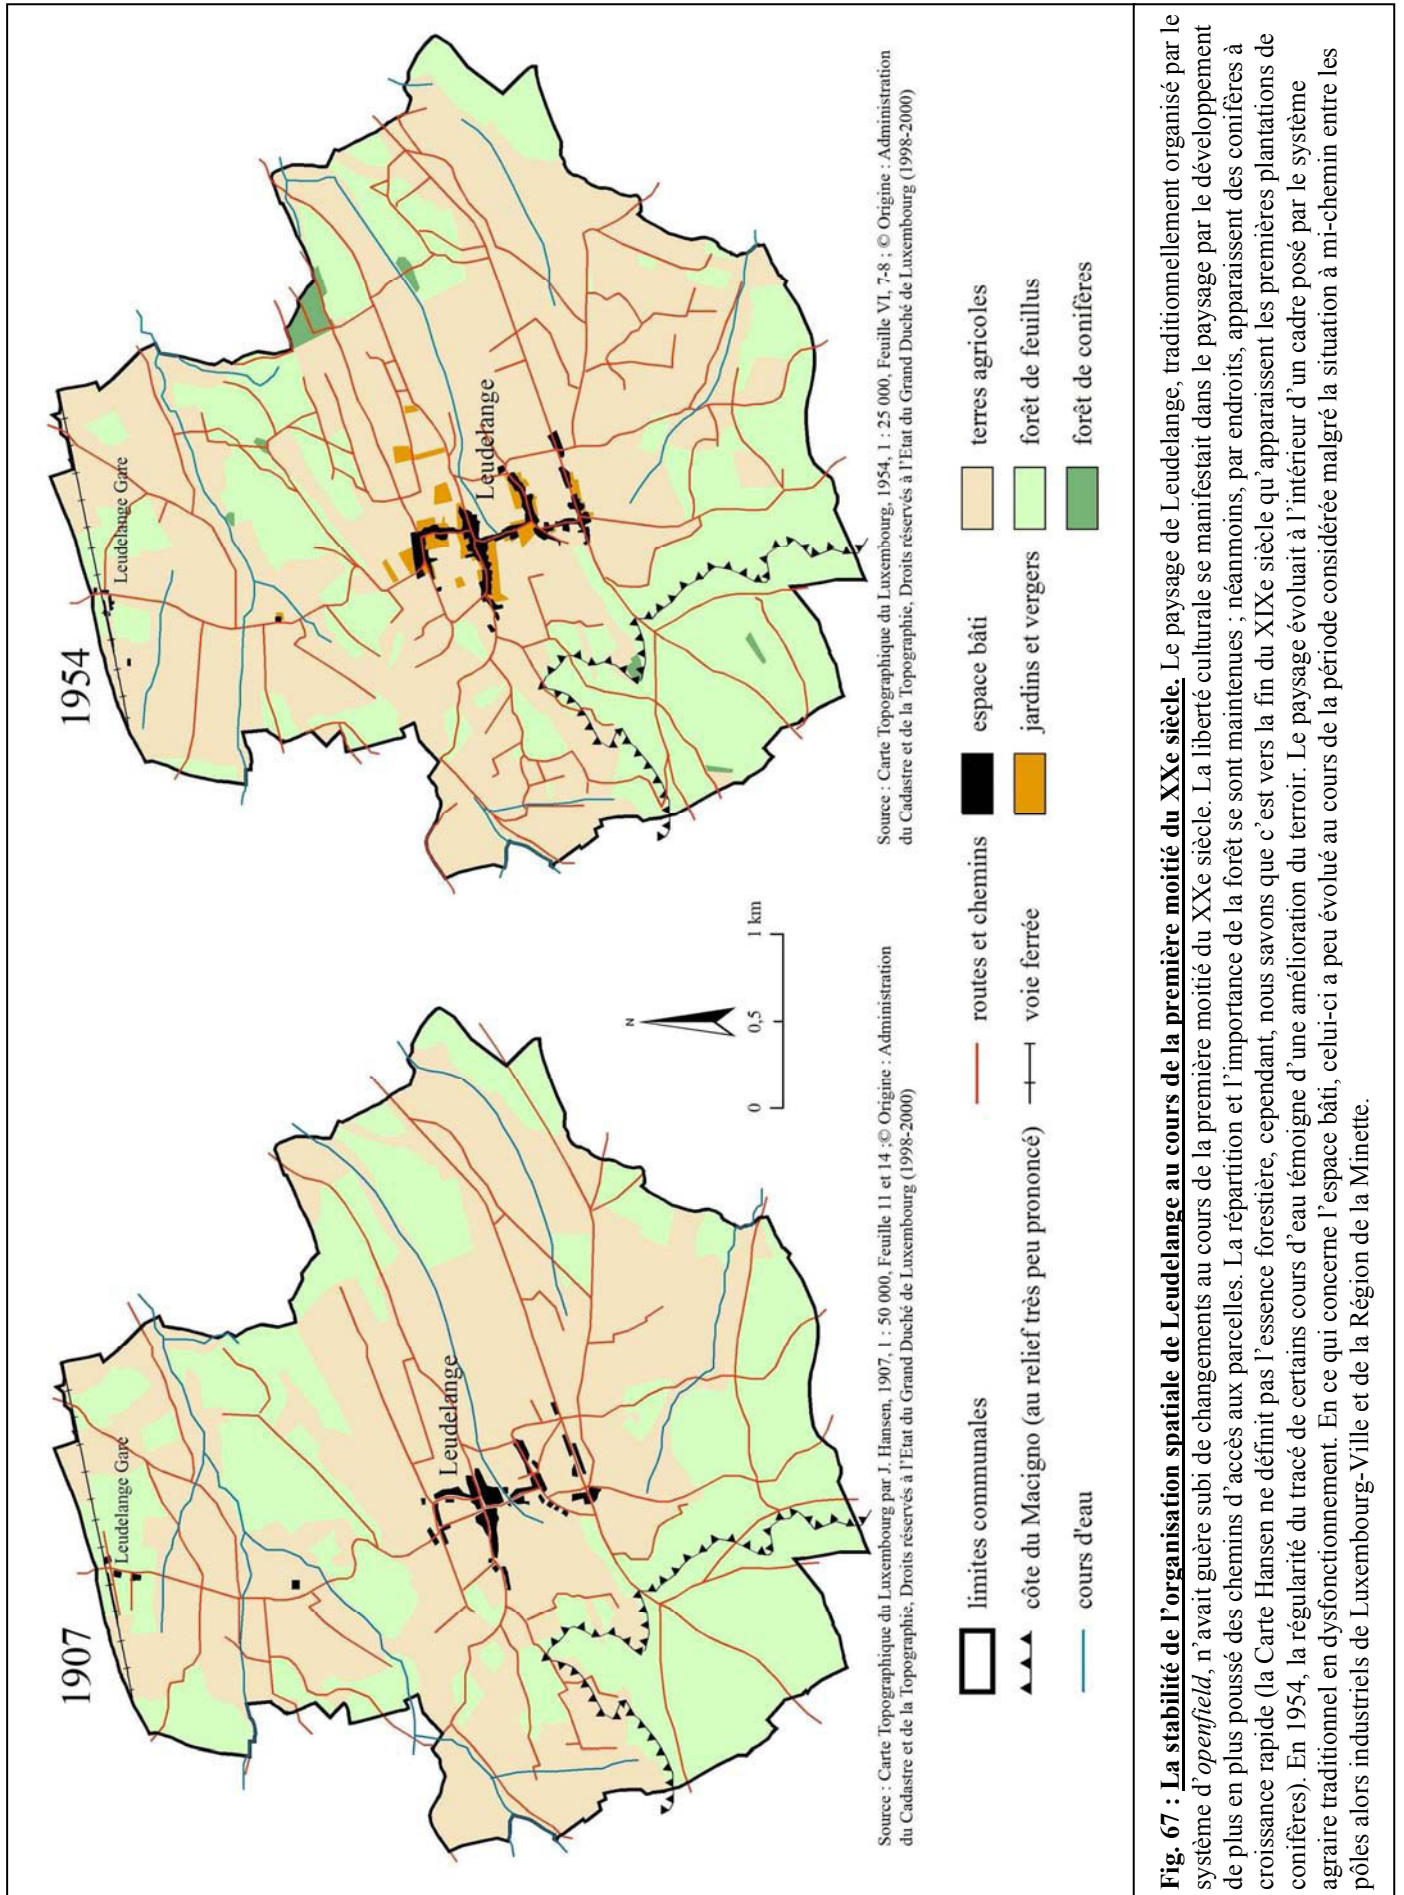 1907
Leudelange Gare
Leudelange
Source : Carte Topographique du Luxembourg par J. Hansen, 1907, 1 : 50 000, Feuille 11 et 14 ;© Origine : Administration
du Cadastre et de la Topographie, Droits réservés à l'Etat du Grand Duché de Luxembourg (1998-2000)
N
0 0,5 1 km
1954
Leudelange Gare
Leudelange
Source : Carte Topographique du Luxembourg, 1954, 1 : 25 000, Feuille VI, 7-8 ; © Origine : Administration
du Cadastre et de la Topographie, Droits réservés à l'Etat du Grand Duché de Luxembourg (1998-2000)
limites communales
routes et chemins
espace bâti
terres agricoles
côte du Macigno (au relief très peu prononcé)
voie ferrée
jardins et vergers
forêt de feuillus
cours d'eau
forêt de conifères
Fig. 67 : La stabilité de l'organisation spatiale de Leudelange au cours de la première moitié du XXe siècle. Le paysage de Leudelange, traditionnellement organisé par le
système d'openfield, n'avait guère subi de changements au cours de la première moitié du XXe siècle. La liberté culturale se manifestait dans le paysage par le développement
de plus en plus poussé des chemins d'accès aux parcelles. La répartition et l'importance de la forêt se sont maintenues ; néanmoins, par endroits, apparaissent des conifères à
croissance rapide (la Carte Hansen ne définit pas l'essence forestière, cependant, nous savons que c'est vers la fin du XIXe siècle qu'apparaissent les premières plantations de
conifères). En 1954, la régularité du tracé de certains cours d'eau témoigne d'une amélioration du terroir. Le paysage évoluait à l'intérieur d'un cadre posé par le système
agraire traditionnel en dysfonctionnement. En ce qui concerne l'espace bâti, celui-ci a peu évolué au cours de la période considérée malgré la situation à mi-chemin entre les
pôles alors industriels de Luxembourg-Ville et de la Région de la Minette.